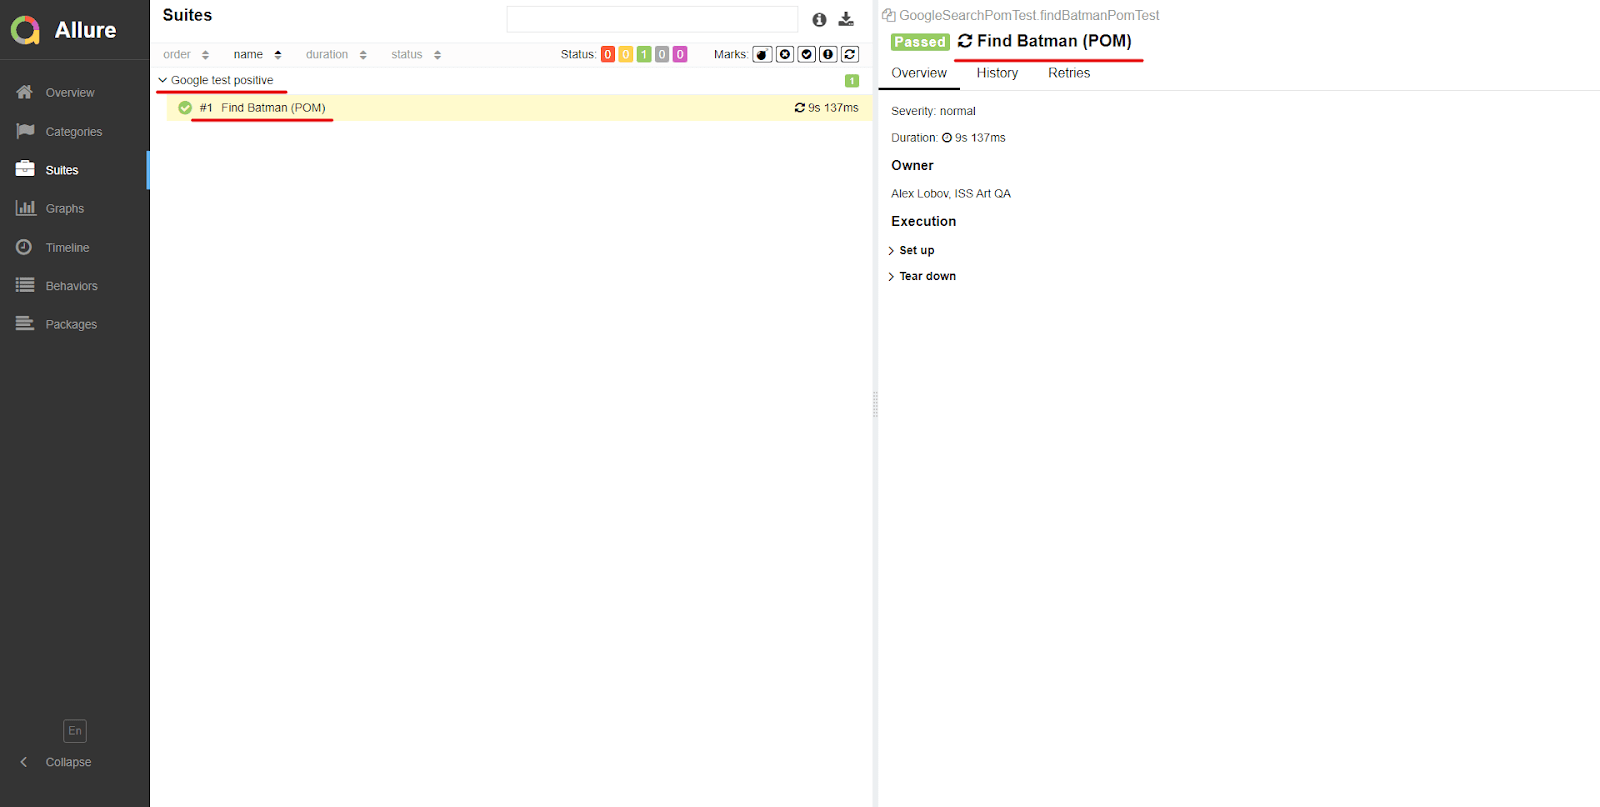 Allure
Overview
Categories
Suites
Graphs
Timeline
Behaviors
Packages
En
Collapse
Suites
order name duration status Status: 0 0 1 0 0 Marks:
Google test positive 1
#1 Find Batman (POM) 9s 137ms
GoogleSearchPomTest.findBatmanPomTest
Passed Find Batman (POM)
Overview History Retries
Severity: normal
Duration: 9s 137ms
Owner
Alex Lobov, ISS Art QA
Execution
Set up
Tear down